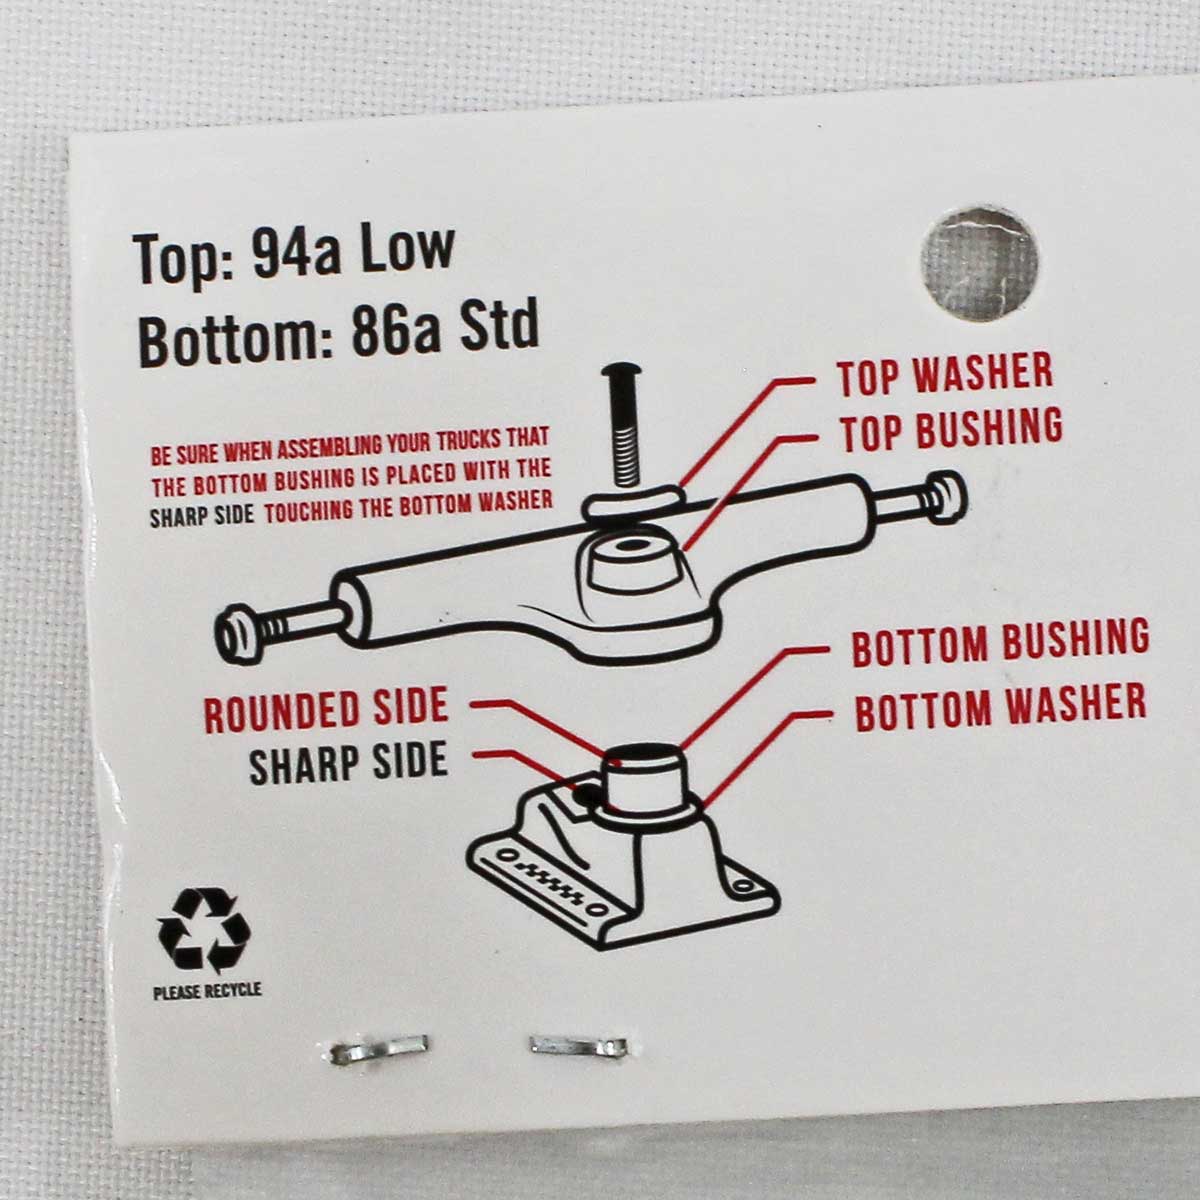 Top: 94a Low
Bottom: 86a Std
BE SURE WHEN ASSEMBLING YOUR TRUCKS THAT
THE BOTTOM BUSHING IS PLACED WITH THE
SHARP SIDE TOUCHING THE BOTTOM WASHER
TOP WASHER
TOP BUSHING
BOTTOM BUSHING
BOTTOM WASHER
ROUNDED SIDE
SHARP SIDE
PLEASE RECYCLE